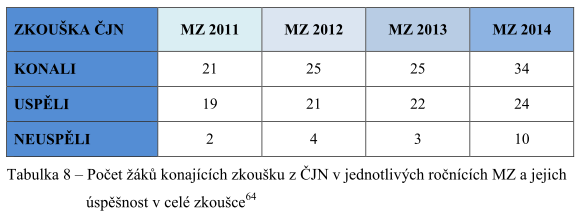 ZKOUŠKA ČJN MZ 2011 MZ 2012 MZ 2013 MZ 2014
KONALI 21 25 25 34
USPĚLI 19 21 22 24
NEUSPĚLI 2 4 3 10
Tabulka 8 – Počet žáků konajících zkoušku z ČJN v jednotlivých ročnících MZ a jejich
úspěšnost v celé zkoušce64